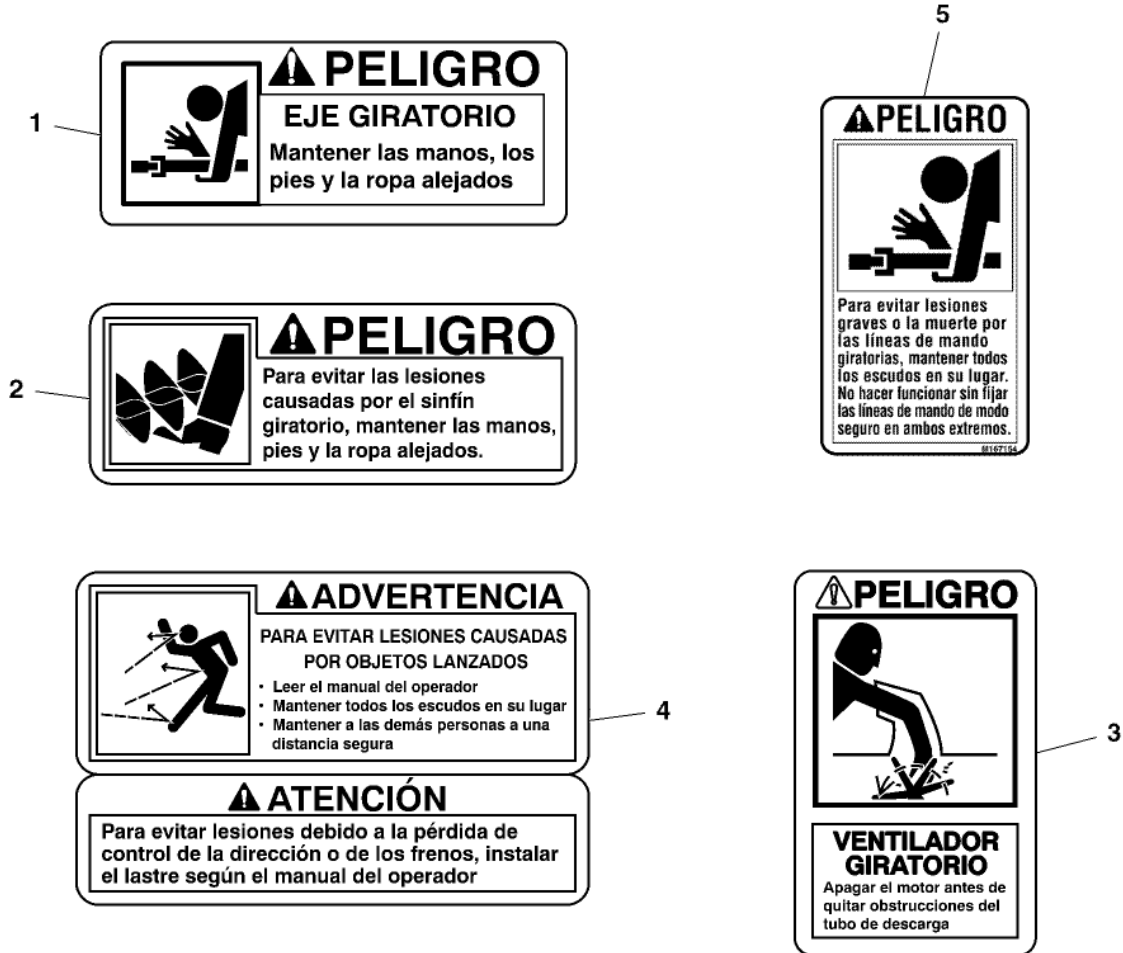 1
PELIGRO
EJE GIRATORIO
Mantener las manos, los
pies y la ropa alejados
2
PELIGRO
Para evitar las lesiones
causadas por el sinfín
giratorio, mantener las manos,
pies y la ropa alejados.
ADVERTENCIA
PARA EVITAR LESIONES CAUSADAS
POR OBJETOS LANZADOS
• Leer el manual del operador
• Mantener todos los escudos en su lugar
• Mantener a las demás personas a una
distancia segura
4
ATENCIÓN
Para evitar lesiones debido a la pérdida de
control de la dirección o de los frenos, instalar
el lastre según el manual del operador
5
PELIGRO
Para evitar lesiones
graves o la muerte por
las líneas de mando
giratorias, mantener todos
los escudos en su lugar.
No hacer funcionar sin fijar
las líneas de mando de modo
seguro en ambos extremos.
M167154
PELIGRO
3
VENTILADOR
GIRATORIO
Apagar el motor antes de
quitar obstrucciones del
tubo de descarga